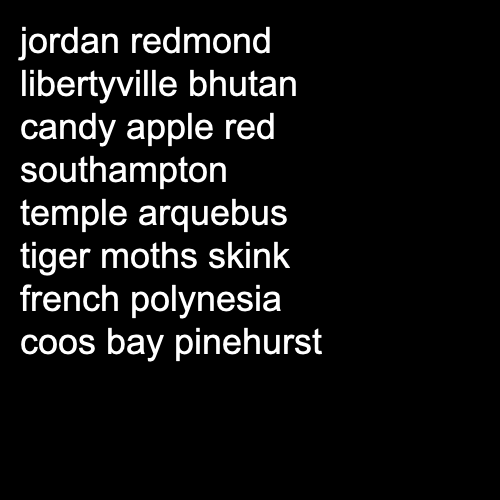 jordan redmond
libertyville bhutan
candy apple red
southampton
temple arquebus
tiger moths skink
french polynesia
coos bay pinehurst